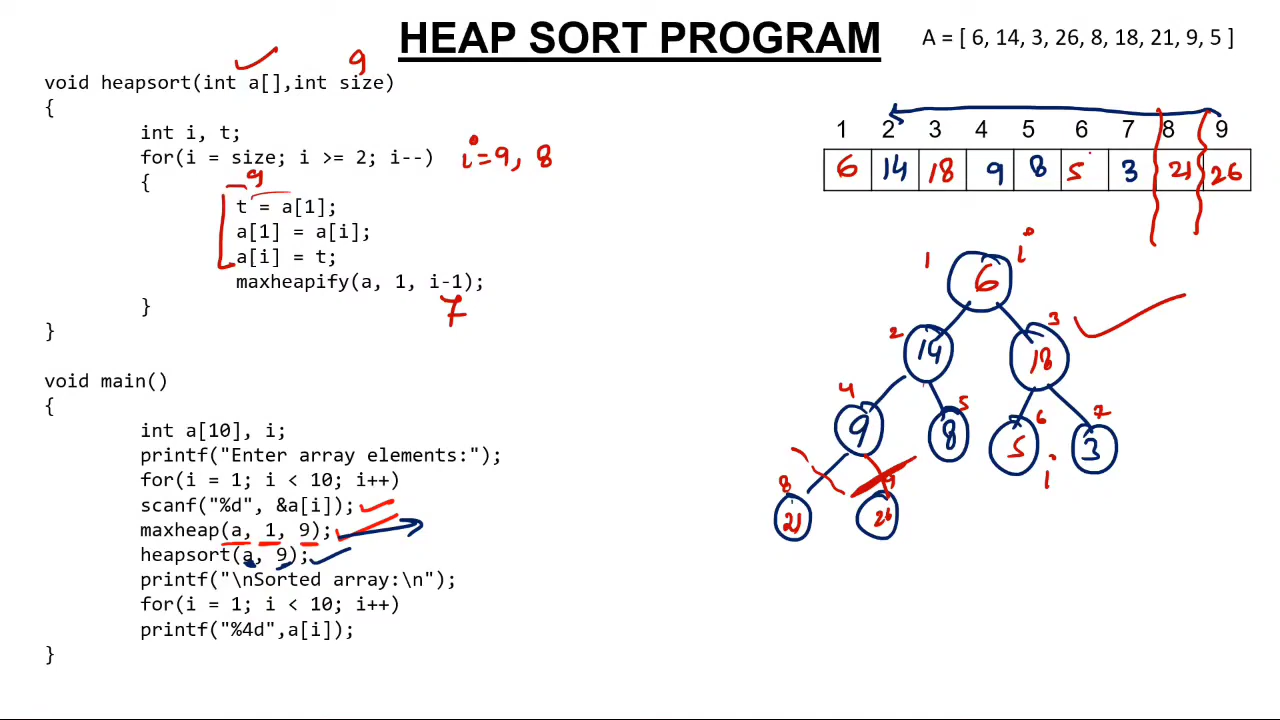 HEAP SORT PROGRAM
A = [ 6, 14, 3, 26, 8, 18, 21, 9, 5 ]
9
void heapsort(int a[],int size)
{
int i, t;
for(i = size; i >= 2; i--) i=9, 8
{
9
t = a[1];
a[1] = a[i];
a[i] = t;
maxheapify(a, 1, i-1);
7
}
}
void main()
{
int a[10], i;
printf("Enter array elements:");
for(i = 1; i < 10; i++)
scanf("%d", &a[i]);
maxheap(a, 1, 9);
heapsort(a, 9);
printf("\nSorted array:\n");
for(i = 1; i < 10; i++)
printf("%4d",a[i]);
}
1 2 3 4 5 6 7 8 9
6 14 18 9 8 5 3 21 26
1 6 i
2 14 3 18
4 9 5 8 6 5 i 7 3
8 21 9 26